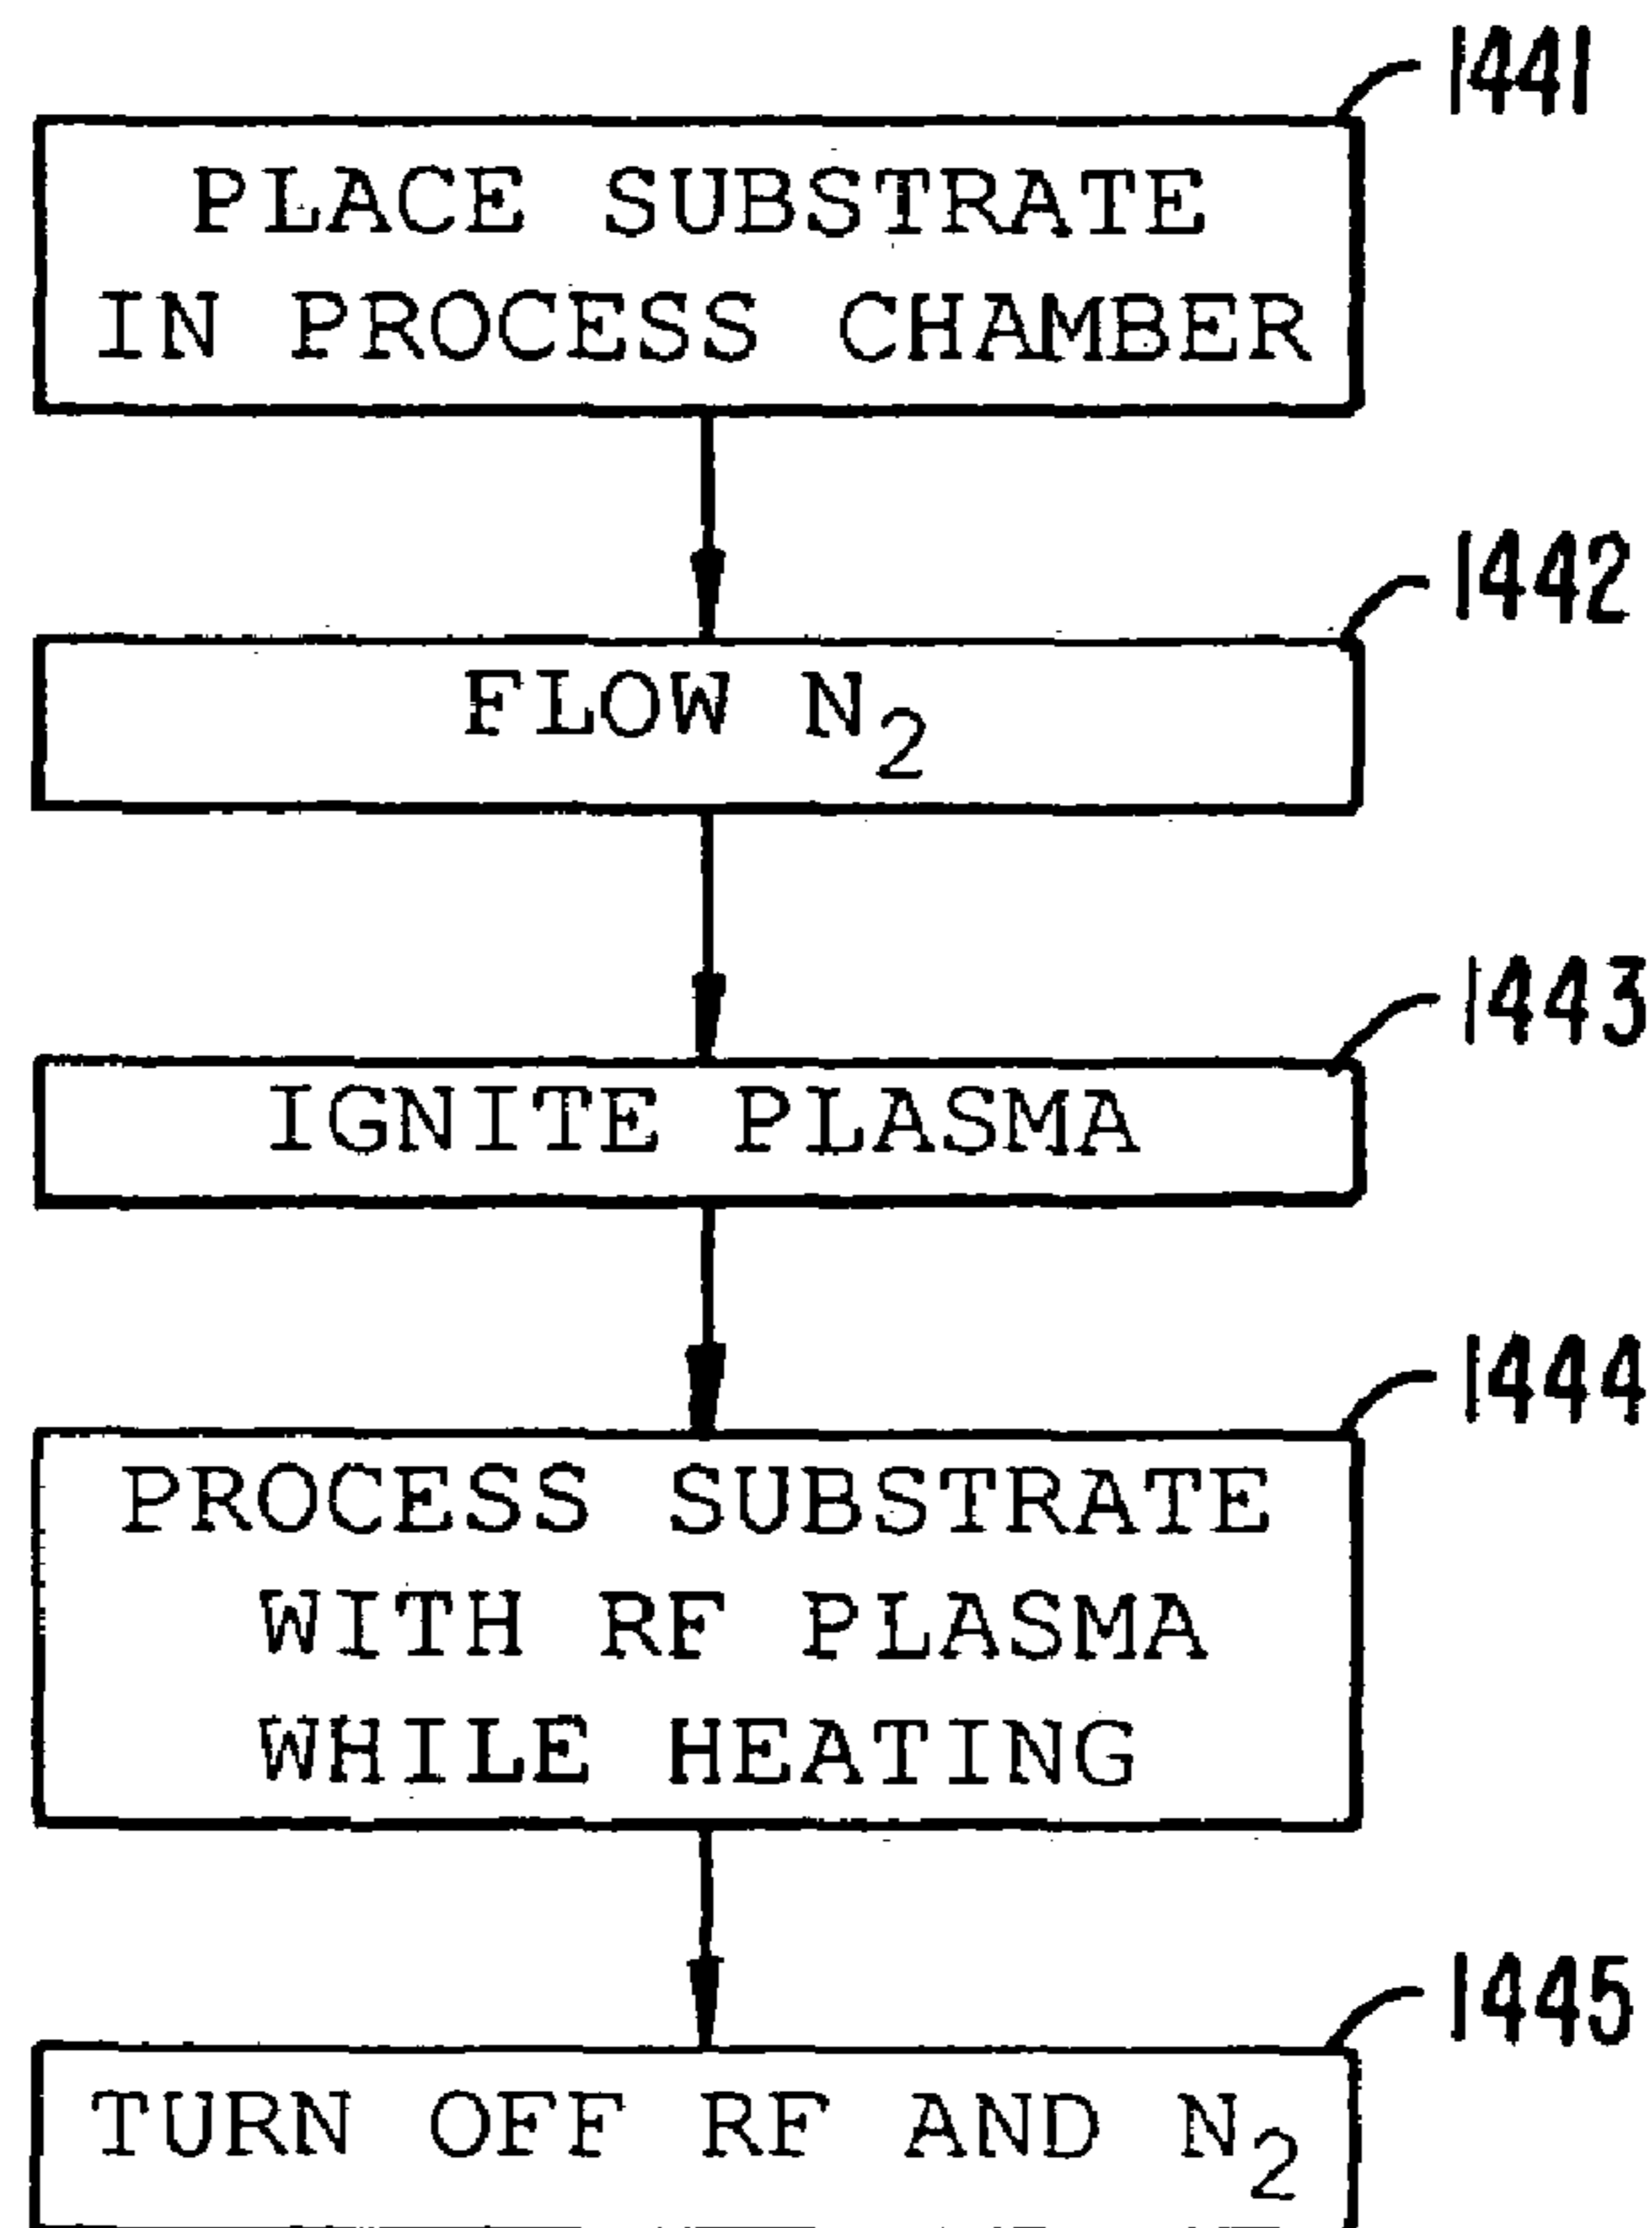 1441
PLACE SUBSTRATE
IN PROCESS CHAMBER
1442
FLOW N₂
1443
IGNITE PLASMA
1444
PROCESS SUBSTRATE
WITH RF PLASMA
WHILE HEATING
1445
TURN OFF RF AND N₂